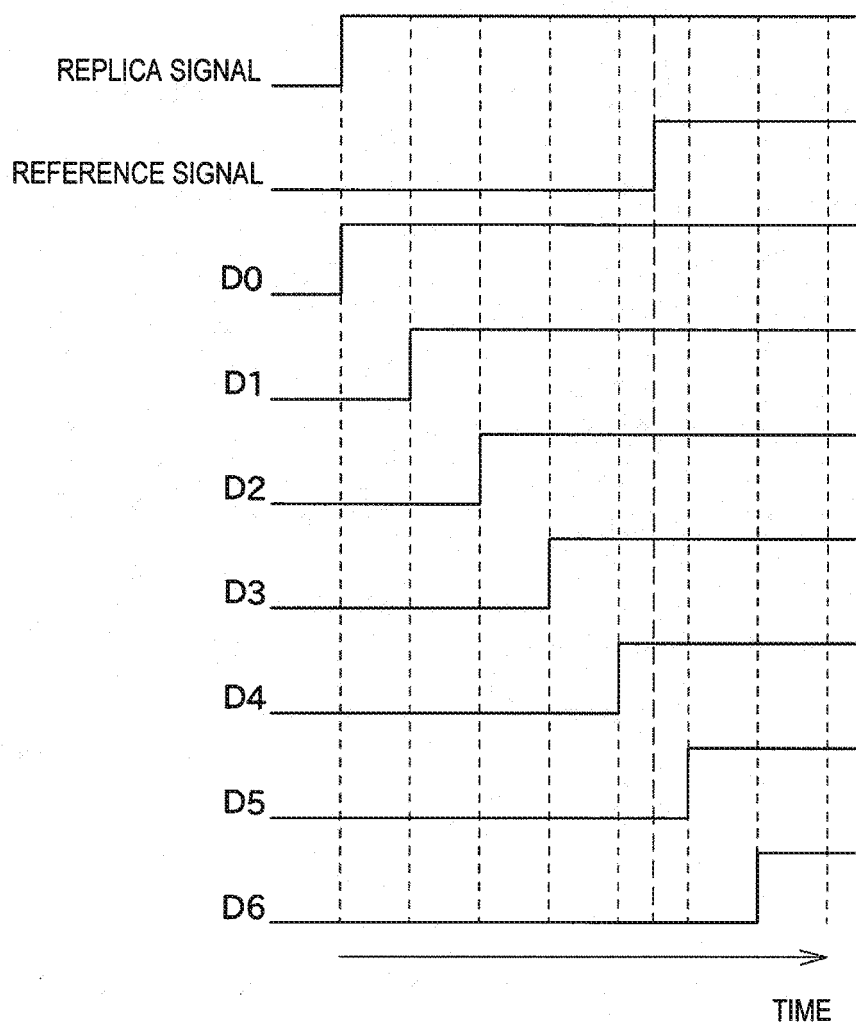 REPLICA SIGNAL
REFERENCE SIGNAL
D0
D1
D2
D3
D4
D5
D6
TIME